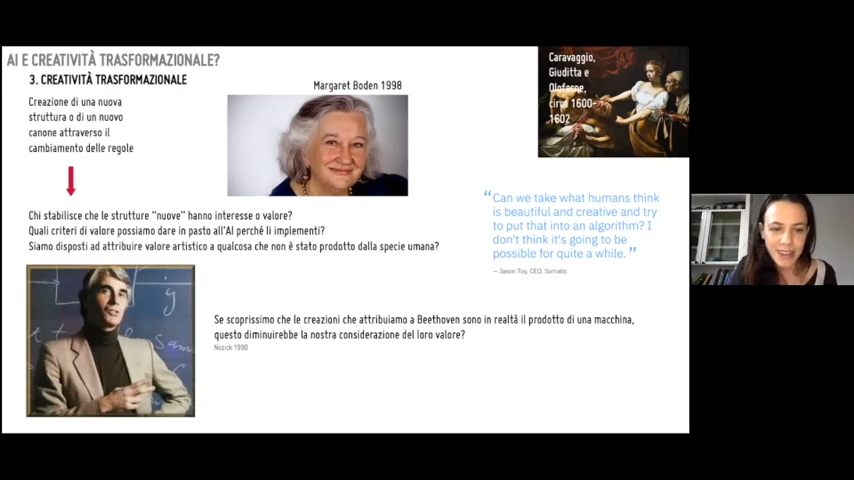 AI E CREATIVITÀ TRASFORMAZIONALE?
3. CREATIVITÀ TRASFORMAZIONALE
Creazione di una nuova
struttura o di un nuovo
canone attraverso il
cambiamento delle regole
Margaret Boden 1998
Caravaggio,
Giuditta e
Oloferne,
circa 1600-
1602
Chi stabilisce che le strutture "nuove" hanno interesse o valore?
Quali criteri di valore possiamo dare in pasto all'AI perché li implementi?
Siamo disposti ad attribuire valore artistico a qualcosa che non è stato prodotto dalla specie umana?
“Can we take what humans think
is beautiful and creative and try
to put that into an algorithm? I
don't think it's going to be
possible for quite a while.”
— Jason Toy, CEO, Somatic
Se scoprissimo che le creazioni che attribuiamo a Beethoven sono in realtà il prodotto di una macchina,
questo diminuirebbe la nostra considerazione del loro valore?
Nozick 1990